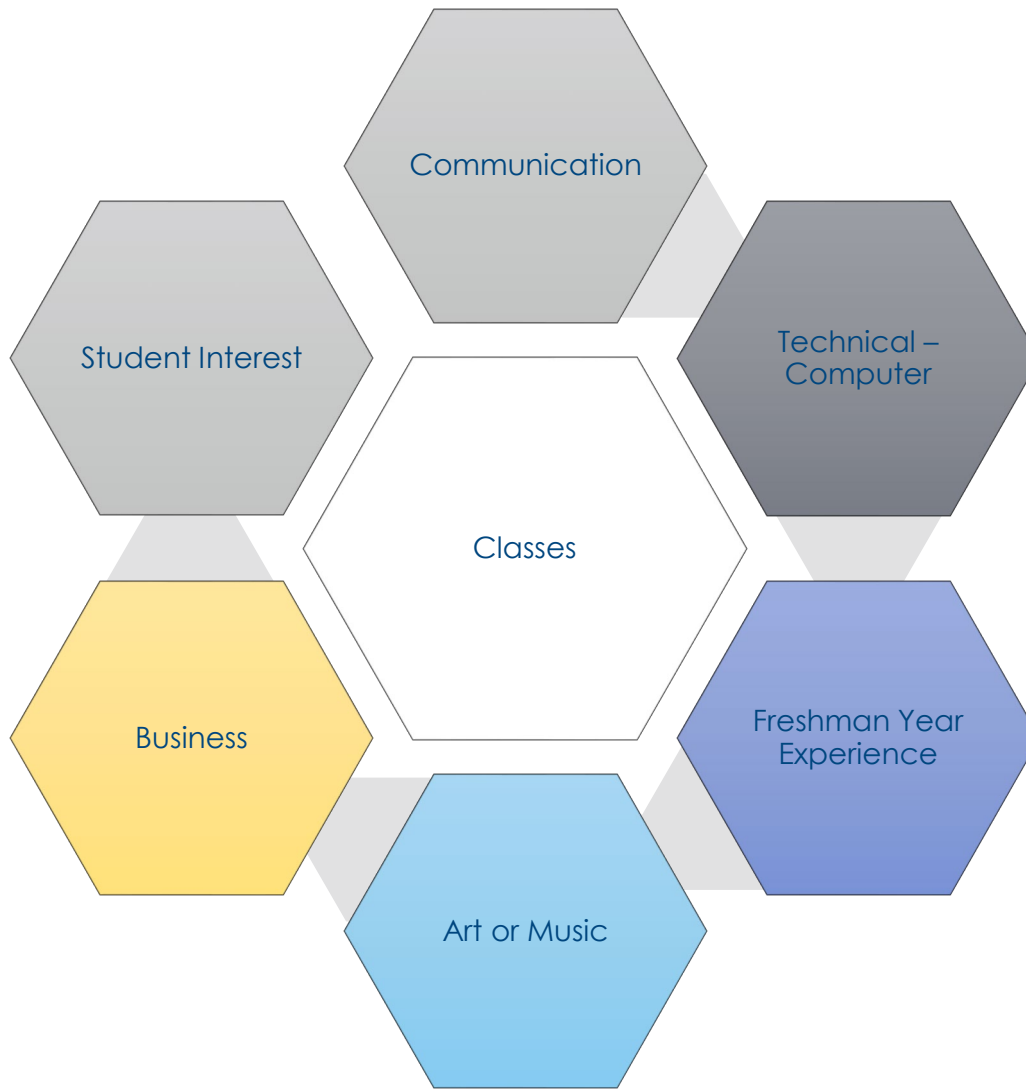 Communication
Technical –
Computer
Student Interest
Classes
Freshman Year
Experience
Business
Art or Music